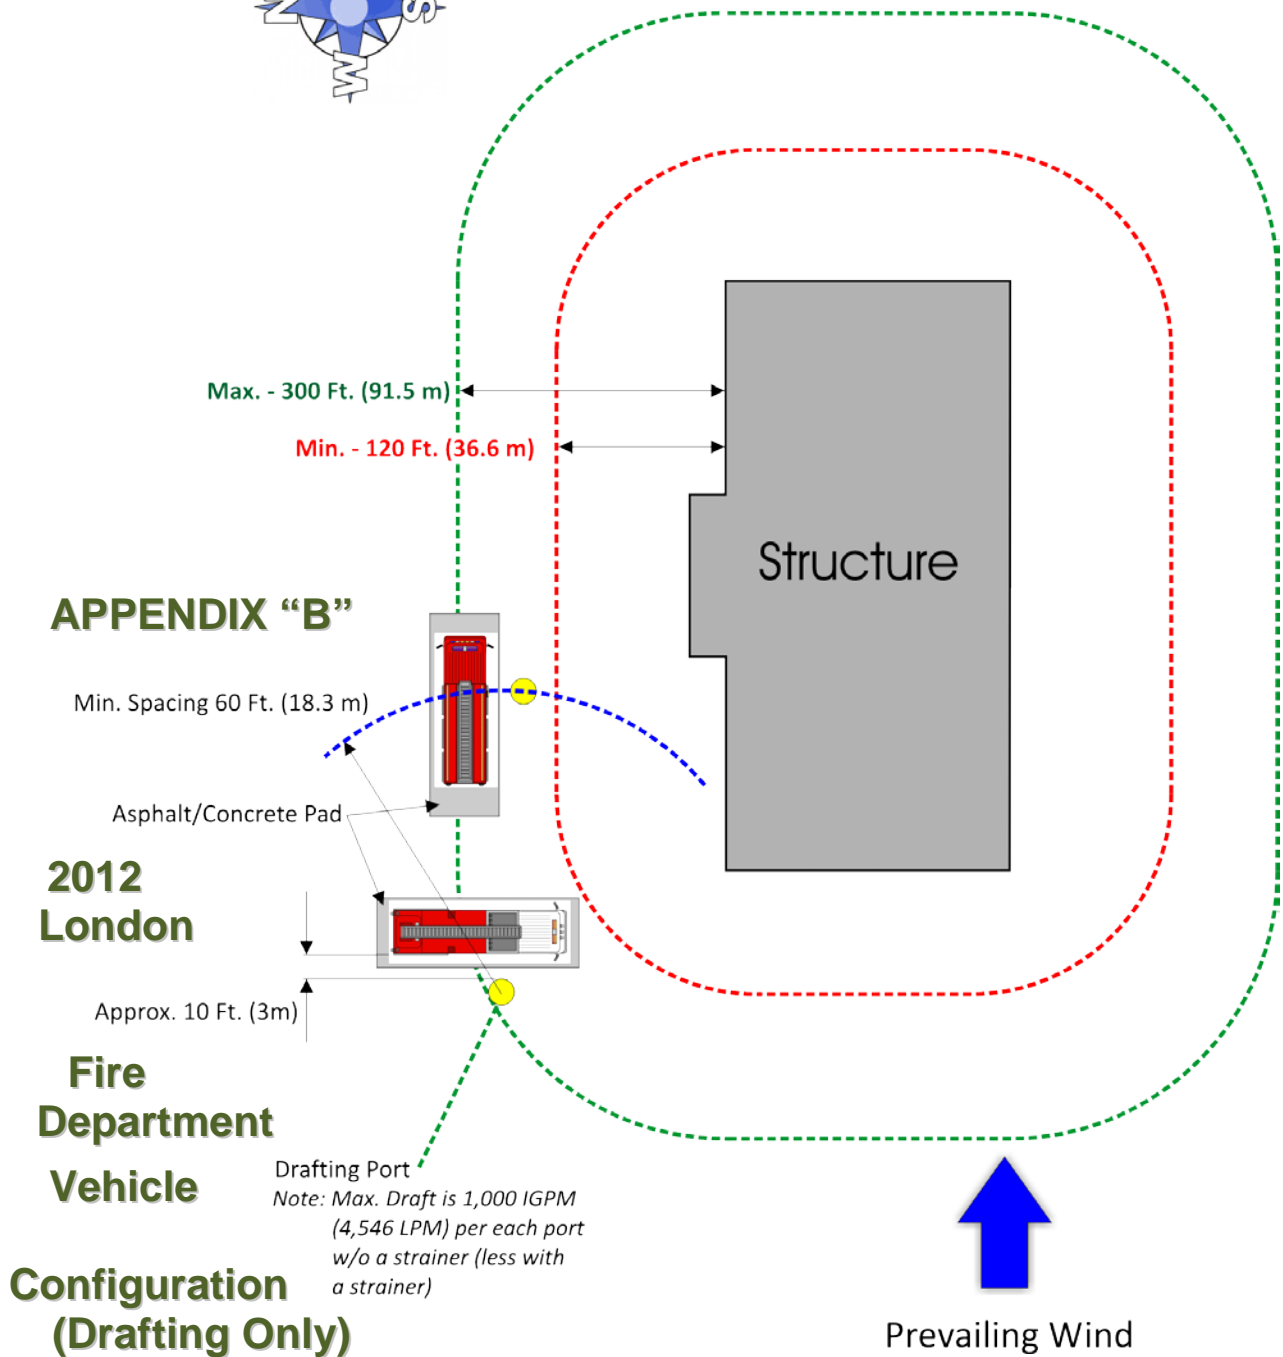 N
S
W
Max. - 300 Ft. (91.5 m)
Min. - 120 Ft. (36.6 m)
Structure
APPENDIX “B”
Min. Spacing 60 Ft. (18.3 m)
Asphalt/Concrete Pad
2012
London
Approx. 10 Ft. (3m)
Fire
Department
Vehicle
Configuration
(Drafting Only)
Drafting Port
Note: Max. Draft is 1,000 IGPM
(4,546 LPM) per each port
w/o a strainer (less with
a strainer)
Prevailing Wind